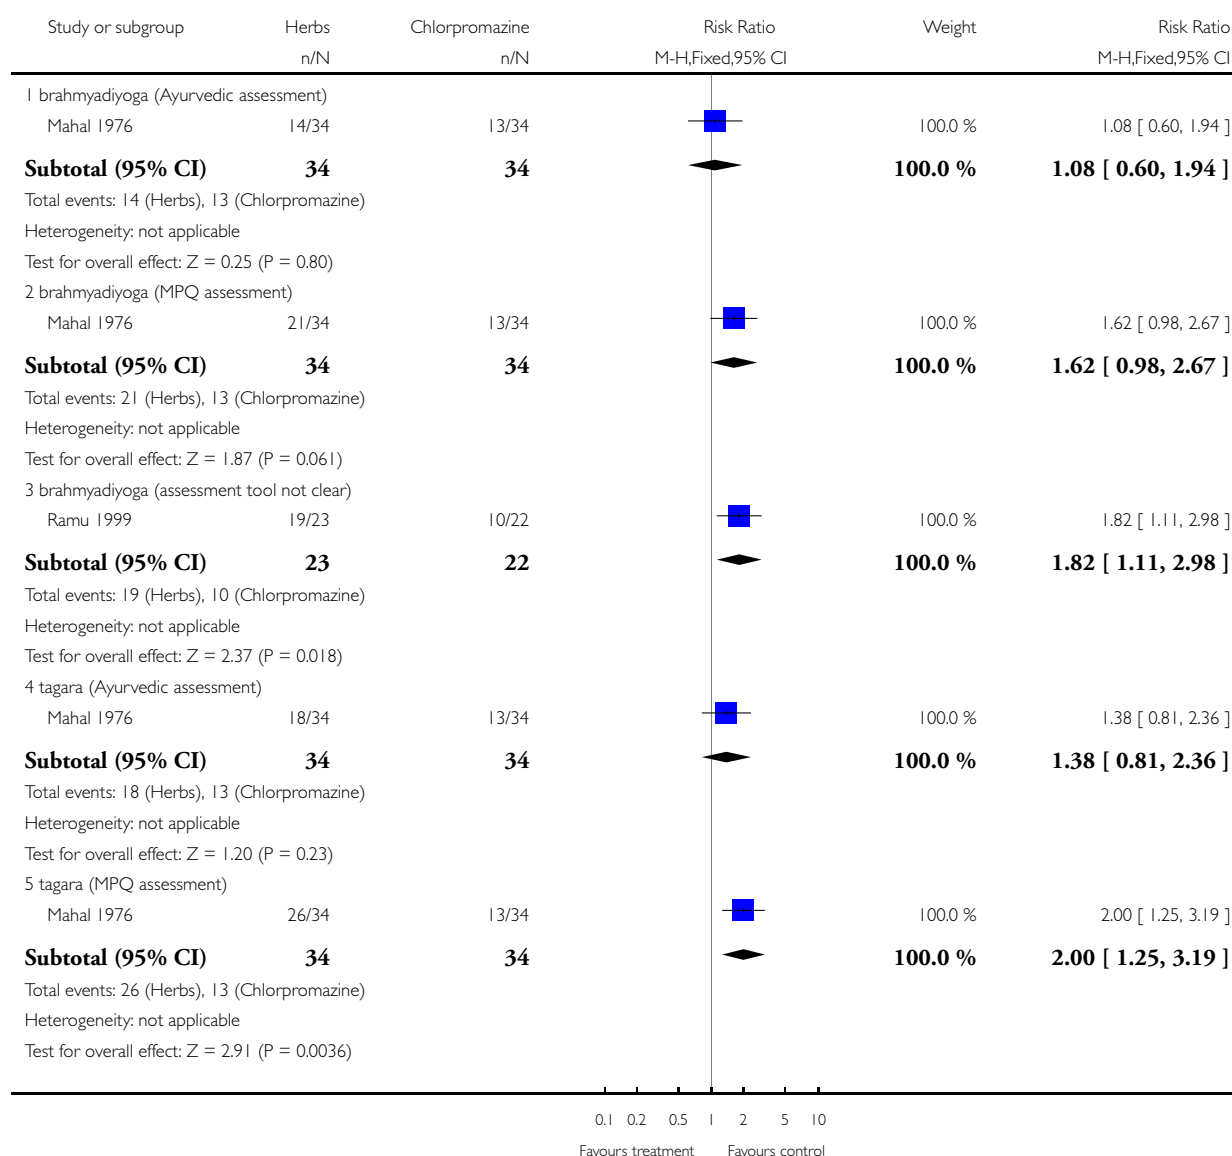 Study or subgroup Herbs Chlorpromazine Risk Ratio Weight Risk Ratio
n/N n/N M-H,Fixed,95% CI M-H,Fixed,95% CI
1 brahmyadiyoga (Ayurvedic assessment)
Mahal 1976 14/34 13/34 100.0 % 1.08 [ 0.60, 1.94 ]
Subtotal (95% CI) 34 34 100.0 % 1.08 [ 0.60, 1.94 ]
Total events: 14 (Herbs), 13 (Chlorpromazine)
Heterogeneity: not applicable
Test for overall effect: Z = 0.25 (P = 0.80)
2 brahmyadiyoga (MPQ assessment)
Mahal 1976 21/34 13/34 100.0 % 1.62 [ 0.98, 2.67 ]
Subtotal (95% CI) 34 34 100.0 % 1.62 [ 0.98, 2.67 ]
Total events: 21 (Herbs), 13 (Chlorpromazine)
Heterogeneity: not applicable
Test for overall effect: Z = 1.87 (P = 0.061)
3 brahmyadiyoga (assessment tool not clear)
Ramu 1999 19/23 10/22 100.0 % 1.82 [ 1.11, 2.98 ]
Subtotal (95% CI) 23 22 100.0 % 1.82 [ 1.11, 2.98 ]
Total events: 19 (Herbs), 10 (Chlorpromazine)
Heterogeneity: not applicable
Test for overall effect: Z = 2.37 (P = 0.018)
4 tagara (Ayurvedic assessment)
Mahal 1976 18/34 13/34 100.0 % 1.38 [ 0.81, 2.36 ]
Subtotal (95% CI) 34 34 100.0 % 1.38 [ 0.81, 2.36 ]
Total events: 18 (Herbs), 13 (Chlorpromazine)
Heterogeneity: not applicable
Test for overall effect: Z = 1.20 (P = 0.23)
5 tagara (MPQ assessment)
Mahal 1976 26/34 13/34 100.0 % 2.00 [ 1.25, 3.19 ]
Subtotal (95% CI) 34 34 100.0 % 2.00 [ 1.25, 3.19 ]
Total events: 26 (Herbs), 13 (Chlorpromazine)
Heterogeneity: not applicable
Test for overall effect: Z = 2.91 (P = 0.0036)
0.1 0.2 0.5 1 2 5 10
Favours treatment Favours control